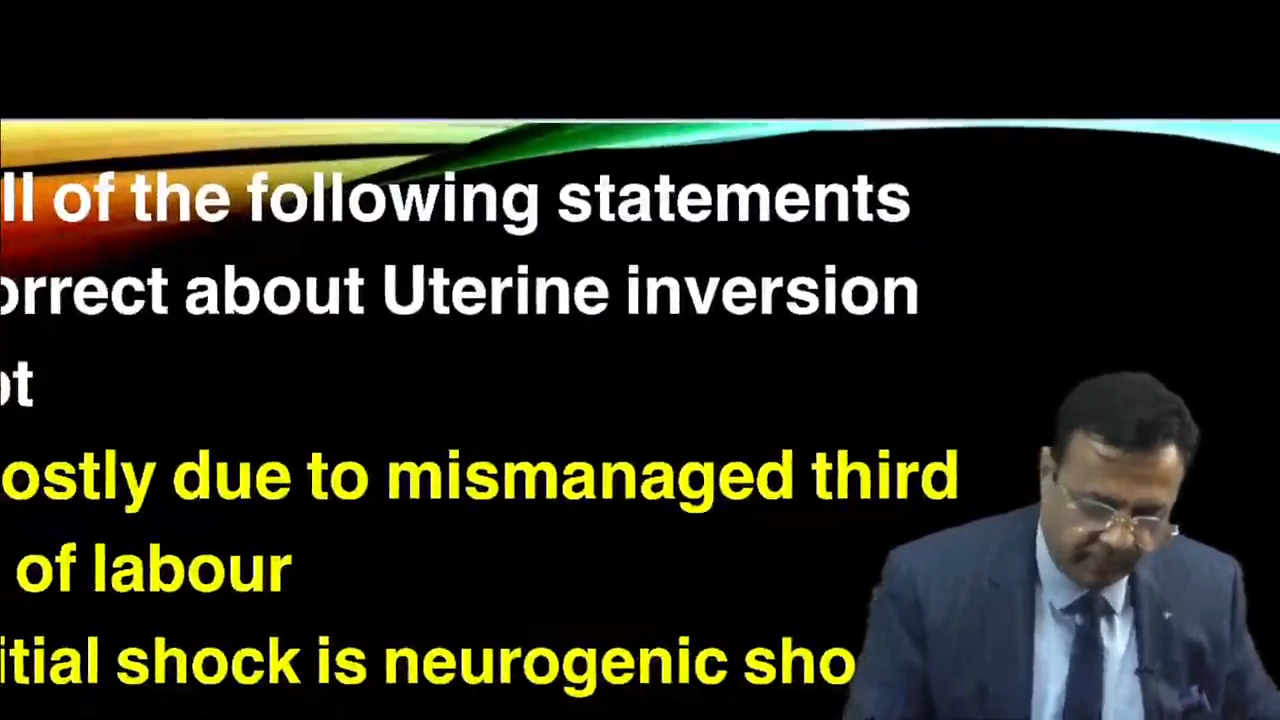 ll of the following statements
orrect about Uterine inversion
ot
ostly due to mismanaged third
of labour
itial shock is neurogenic sho